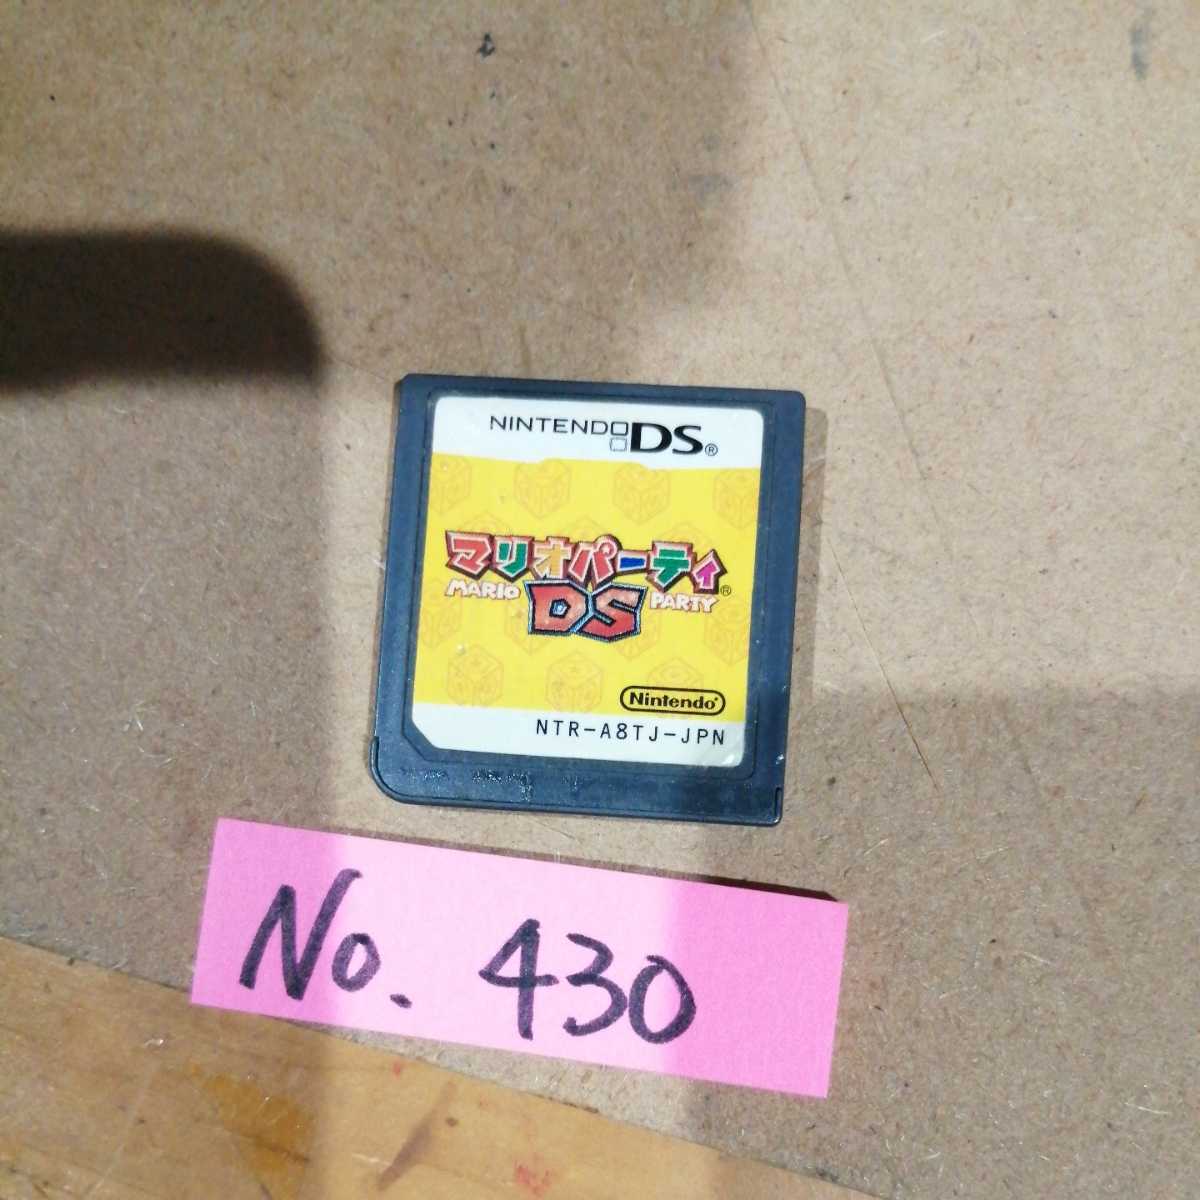 NINTENDO DS®
マリオパーティ®
MARIO DS PARTY
Nintendo®
NTR-A8TJ-JPN
No. 430